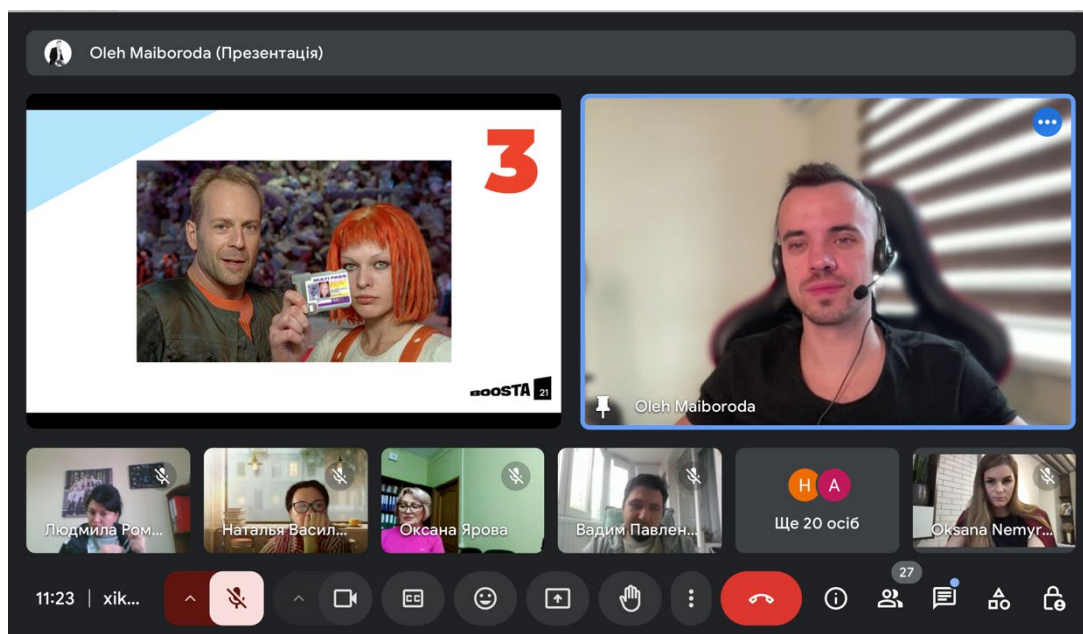 Oleh Maiboroda (Презентація)
3
MULTI PASS
BOOSTA 21
Oleh Maiboroda
Людмила Ром...
Наталья Васил...
Оксана Ярова
Вадим Павлен...
Н А
Ще 20 осіб
Oksana Nemyr...
27
11:23 | xik...
CC